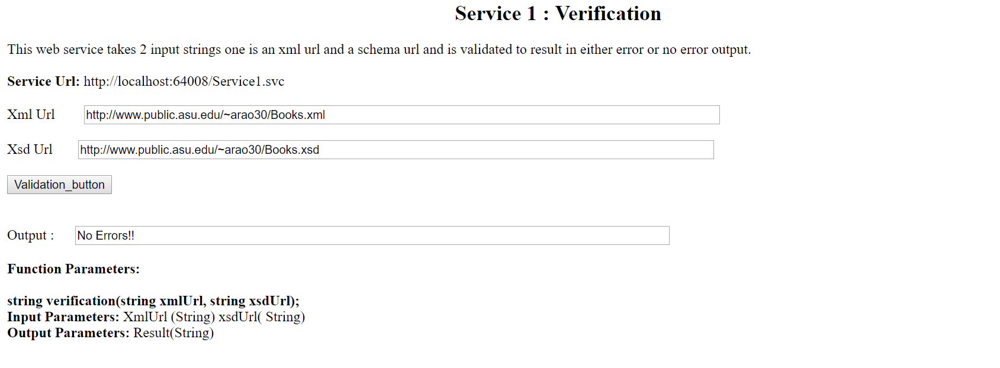 Service 1 : Verification
This web service takes 2 input strings one is an xml url and a schema url and is validated to result in either error or no error output.
Service Url: http://localhost:64008/Service1.svc
Xml Url http://www.public.asu.edu/~arao30/Books.xml
Xsd Url http://www.public.asu.edu/~arao30/Books.xsd
Validation_button
Output : No Errors!!
Function Parameters:
string verification(string xmlUrl, string xsdUrl);
Input Parameters: XmlUrl (String) xsdUrl( String)
Output Parameters: Result(String)